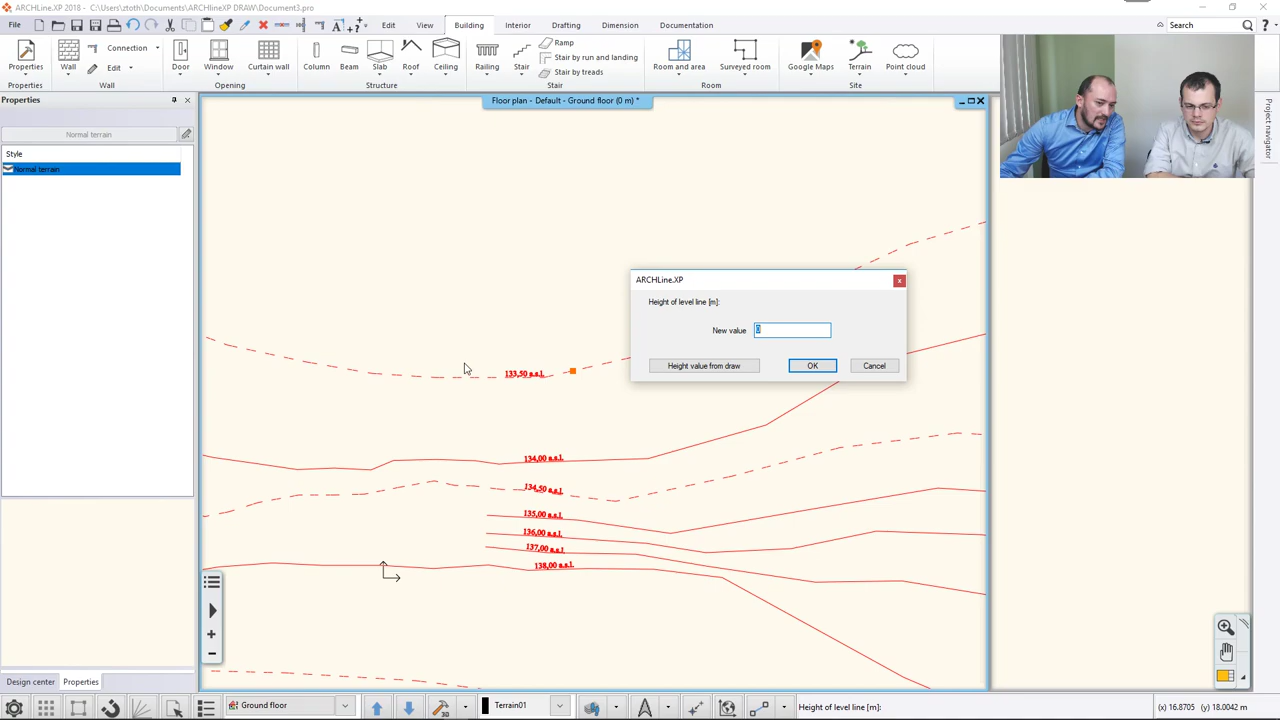 ARCHLine.XP 2018 - C:\Users\ztoth\Documents\ARCHlineXP DRAW\Document3.pro
File
Edit
View
Building
Interior
Drafting
Dimension
Documentation
Search
Properties
Wall
Connection
Edit
Door
Window
Curtain wall
Column
Beam
Slab
Roof
Ceiling
Railing
Stair
Ramp
Stair by run and landing
Stair by treads
Room and area
Surveyed room
Google Maps
Terrain
Point cloud
Properties
Wall
Opening
Structure
Stair
Room
Site
Properties
Normal terrain
Style
Normal terrain
Floor plan - Default - Ground floor (0 m) *
Project navigator
ARCHLine.XP
Height of level line [m]:
New value
0
Height value from draw
OK
Cancel
133,50 a.s.l.
134,00 a.s.l.
134,50 a.s.l.
135,00 a.s.l.
136,00 a.s.l.
137,00 a.s.l.
138,00 a.s.l.
Design center
Properties
Ground floor
Terrain01
Height of level line [m]:
(x) 16.8705
(y) 18.0042 m